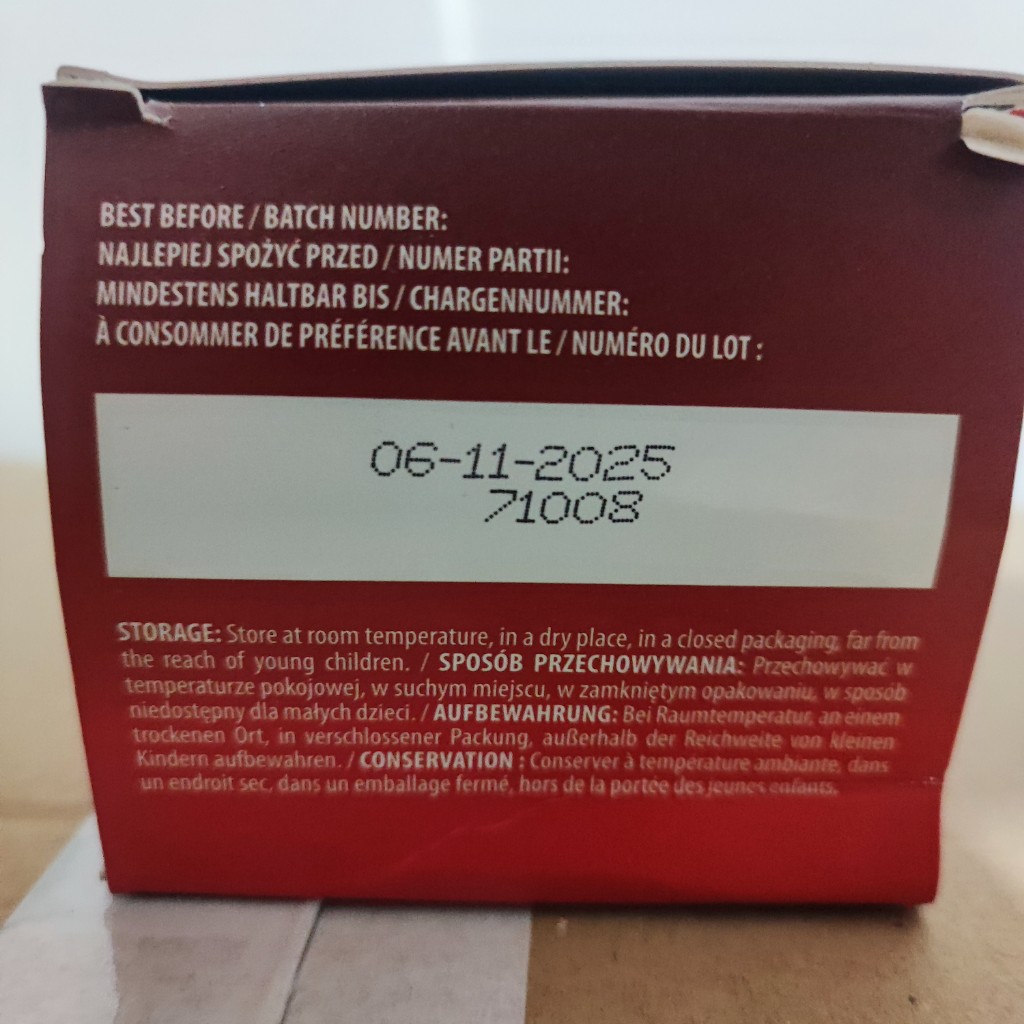 BEST BEFORE / BATCH NUMBER:
NAJLEPIEJ SPOŻYĆ PRZED / NUMER PARTII:
MINDESTENS HALTBAR BIS / CHARGENNUMMER:
À CONSOMMER DE PRÉFÉRENCE AVANT LE / NUMÉRO DU LOT :
06-11-2025
71008
STORAGE: Store at room temperature, in a dry place, in a closed packaging, far from
the reach of young children. / SPOSÓB PRZECHOWYWANIA: Przechowywać w
temperaturze pokojowej, w suchym miejscu, w zamkniętym opakowaniu, w sposób
niedostępny dla małych dzieci. / AUFBEWAHRUNG: Bei Raumtemperatur, an einem
trockenen Ort, in verschlossener Packung, außerhalb der Reichweite von kleinen
Kindern aufbewahren. / CONSERVATION : Conserver à température ambiante, dans
un endroit sec, dans un emballage fermé, hors de la portée des jeunes enfants.